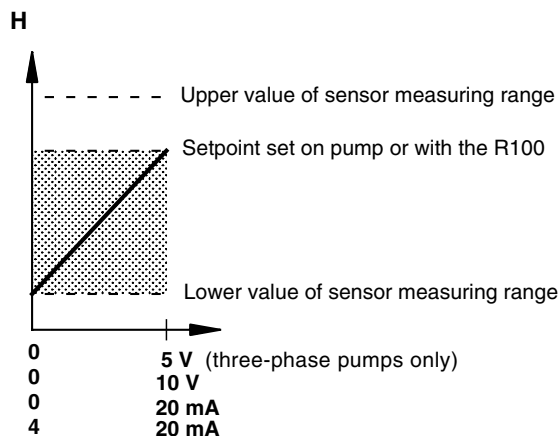 H
Upper value of sensor measuring range
Setpoint set on pump or with the R100
Lower value of sensor measuring range
0 5 V (three-phase pumps only)
0 10 V
0 20 mA
4 20 mA